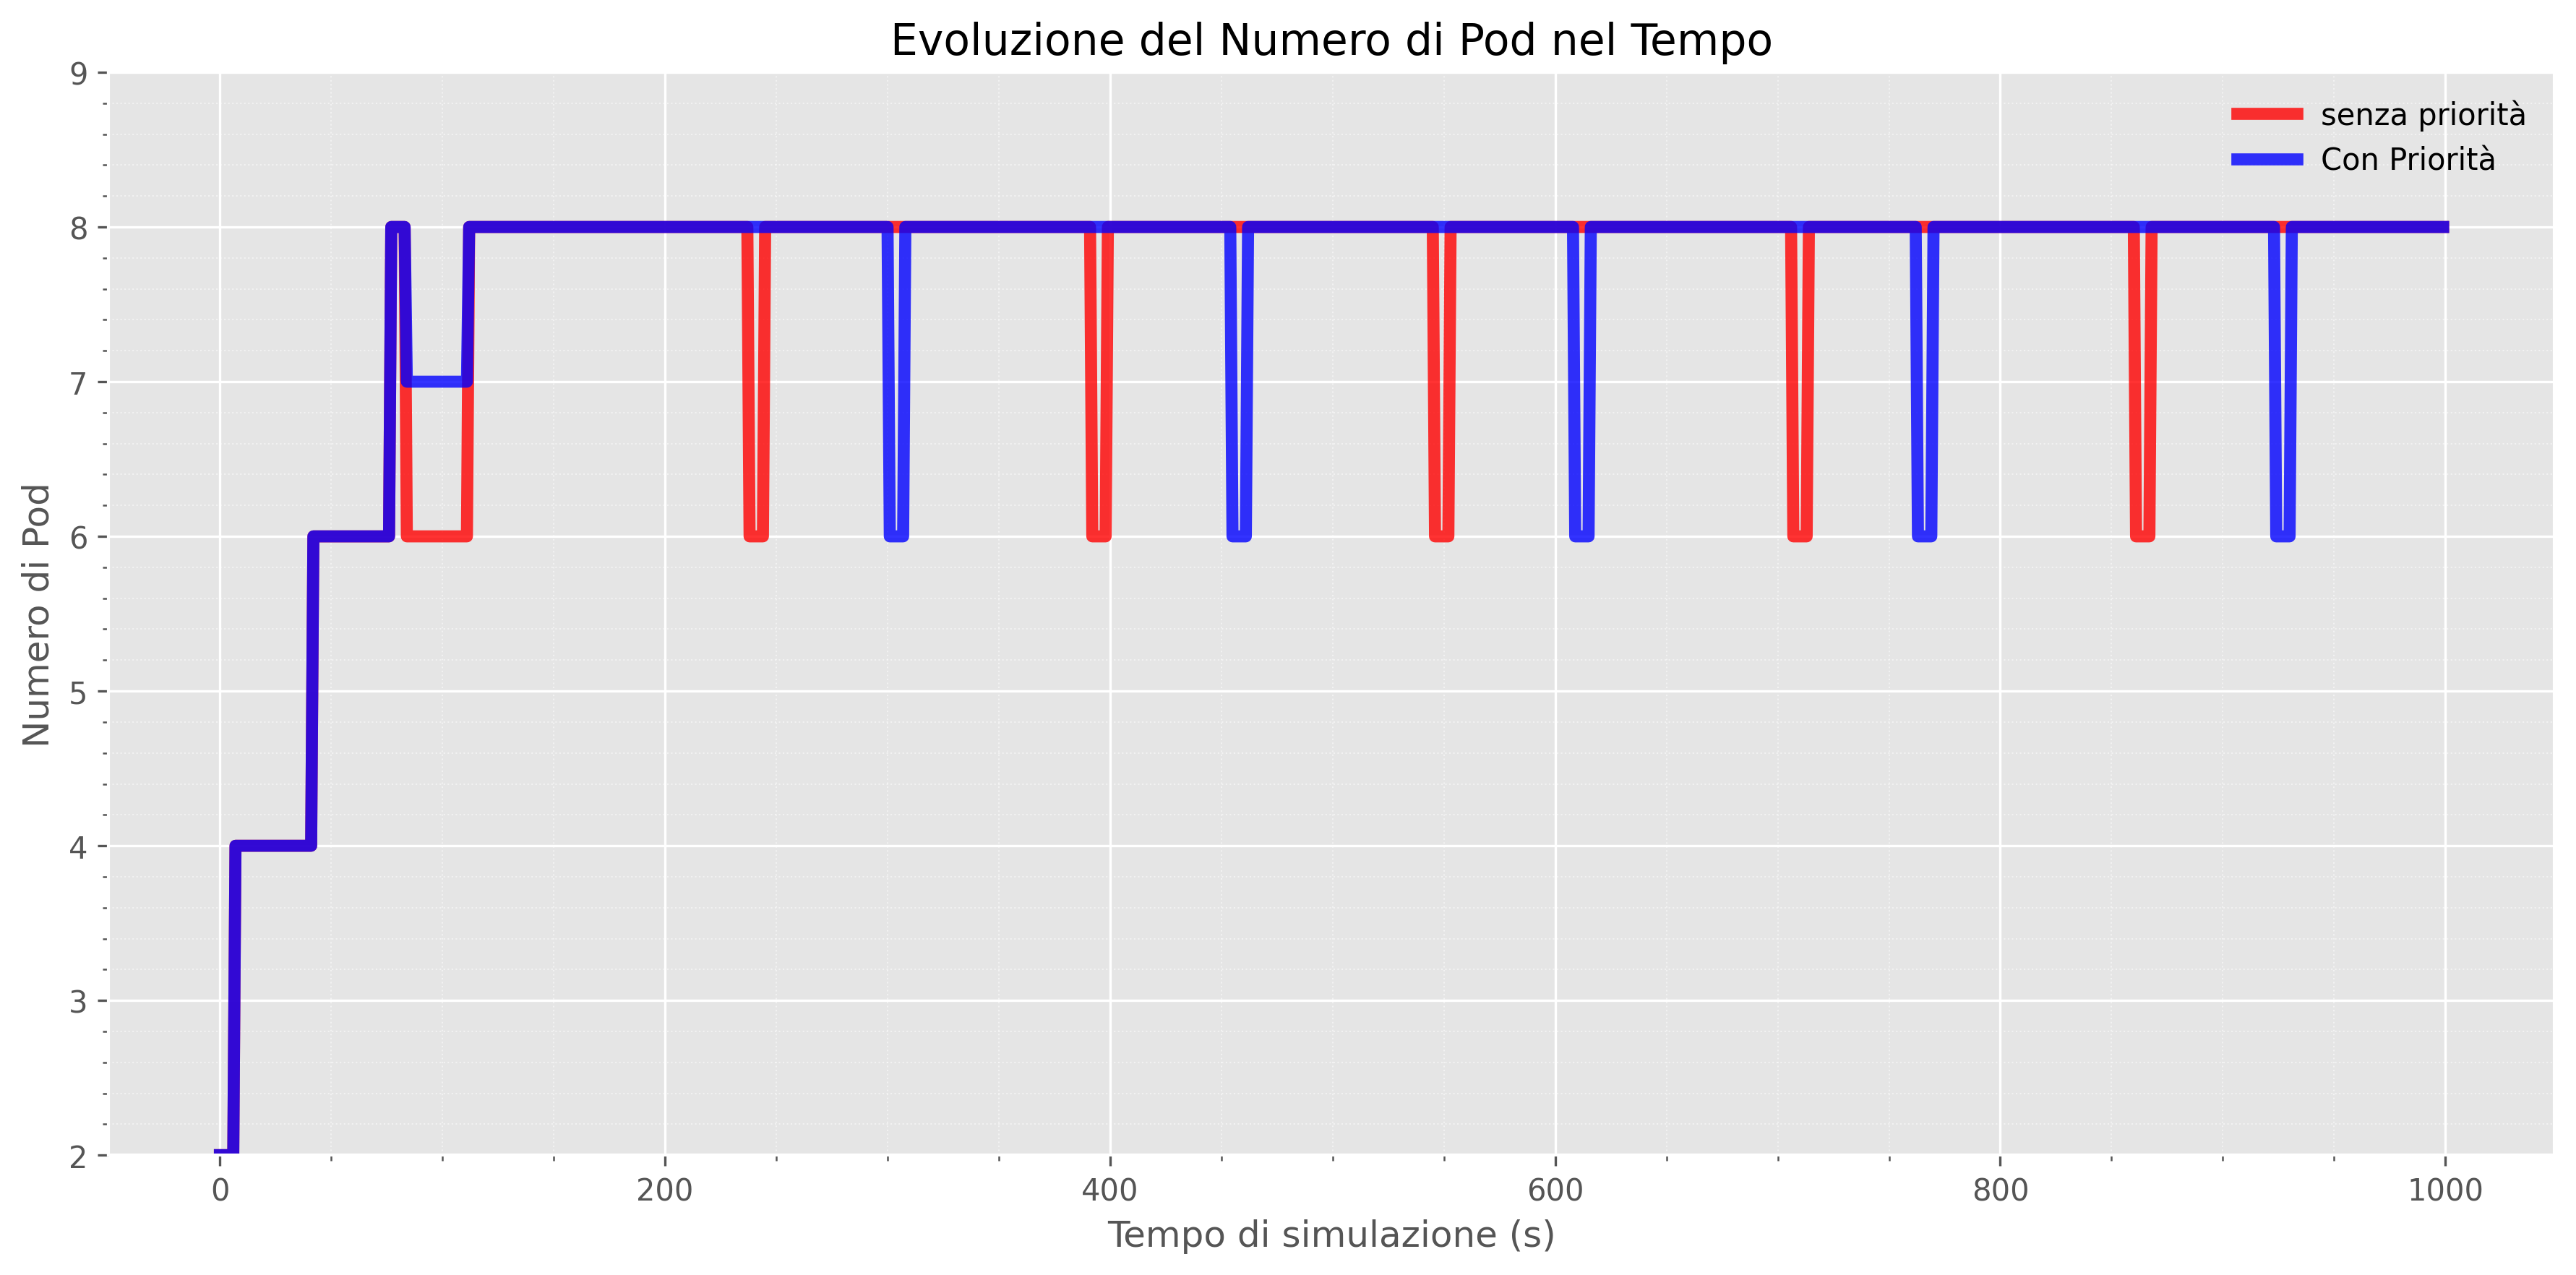 Evoluzione del Numero di Pod nel Tempo
senza priorità
Con Priorità
Numero di Pod
9
8
7
6
5
4
3
2
0
200
400
600
800
1000
Tempo di simulazione (s)